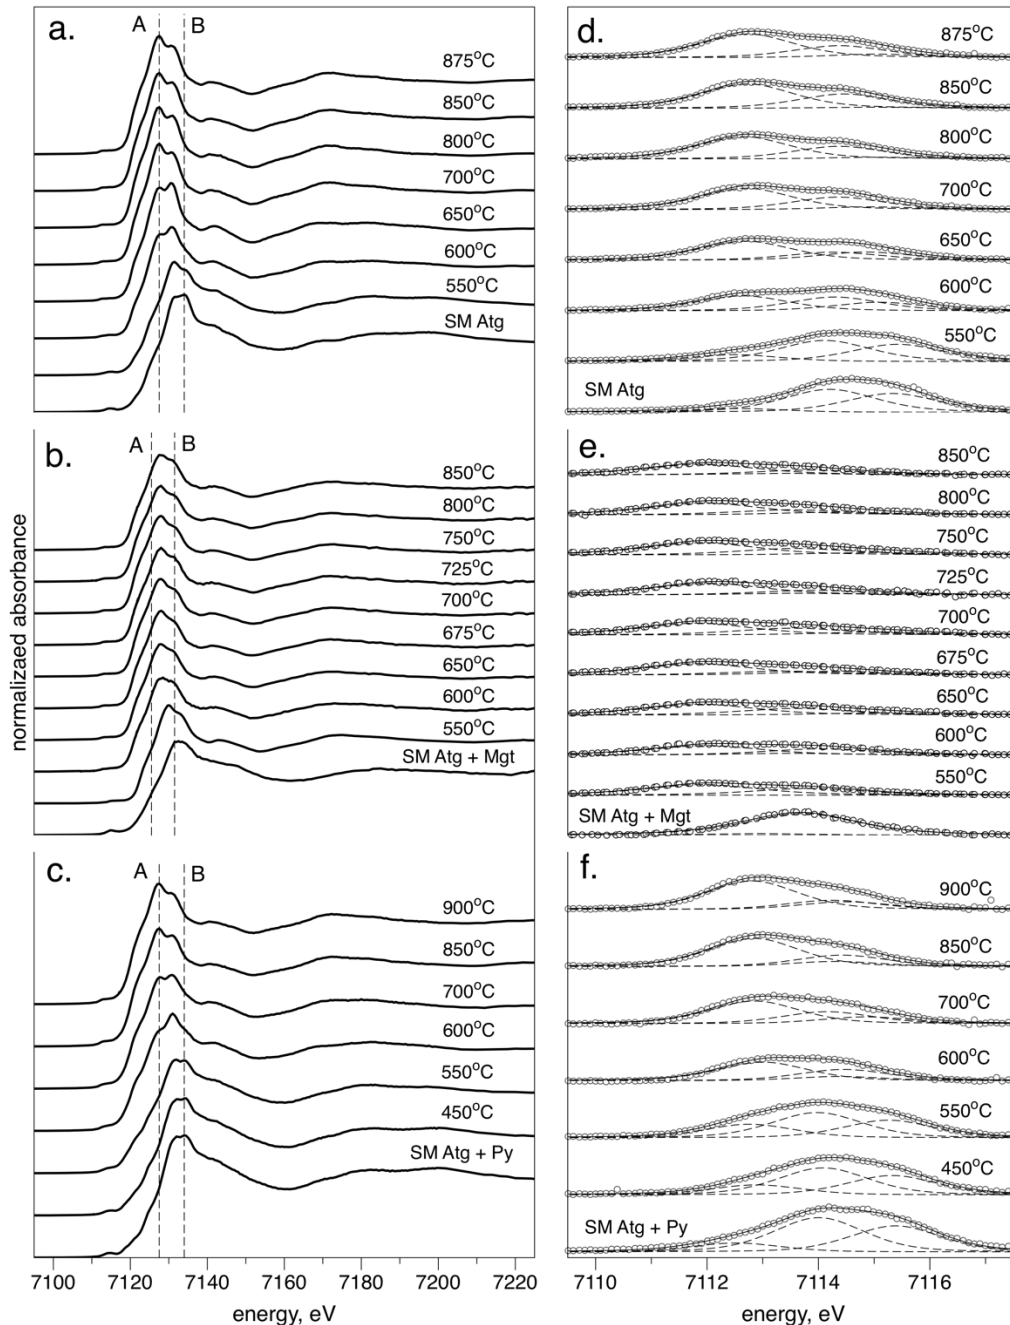 a.
A
B
875°C
850°C
800°C
700°C
650°C
600°C
550°C
SM Atg
b.
A
B
850°C
800°C
750°C
725°C
700°C
675°C
650°C
600°C
550°C
SM Atg + Mgt
c.
A
B
900°C
850°C
700°C
600°C
550°C
450°C
SM Atg + Py
normalizaed absorbance
7100 7120 7140 7160 7180 7200 7220
energy, eV
d.
875°C
850°C
800°C
700°C
650°C
600°C
550°C
SM Atg
e.
850°C
800°C
750°C
725°C
700°C
675°C
650°C
600°C
550°C
SM Atg + Mgt
f.
900°C
850°C
700°C
600°C
550°C
450°C
SM Atg + Py
7110 7112 7114 7116
energy, eV